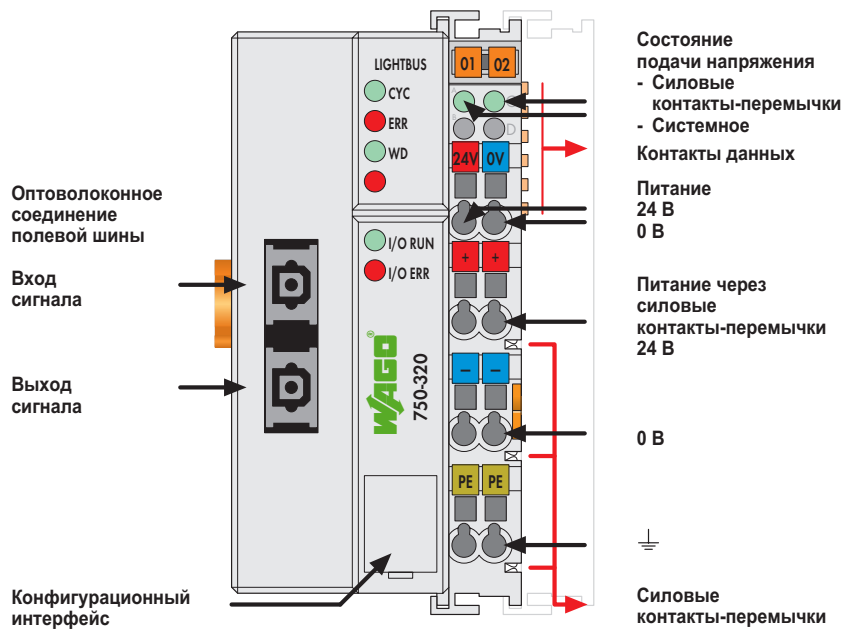 Оптоволоконное
соединение
полевой шины
Вход
сигнала
Выход
сигнала
Конфигурационный
интерфейс
LIGHTBUS
CYC
ERR
WD
I/O RUN
I/O ERR
WAGO
750-320
01 02
A C
B D
24V 0V
+ +
– –
PE PE
Состояние
подачи напряжения
- Силовые
контакты-перемычки
- Системное
Контакты данных
Питание
24 В
0 В
Питание через
силовые
контакты-перемычки
24 В
0 В
Силовые
контакты-перемычки